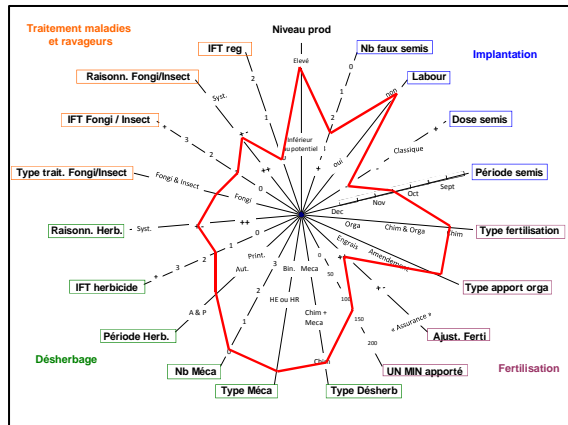 Traitement maladies
et ravageurs
Niveau prod
IFT reg
Nb faux semis
Implantation
Raisonn. Fongi/Insect
Labour
IFT Fongi / Insect
Dose semis
Type trait. Fongi/Insect
Période semis
Raisonn. Herb.
Type fertilisation
IFT herbicide
Type apport orga
Période Herb.
Ajust. Ferti
Désherbage
Nb Méca
Type Méca
Type Désherb
UN MIN apporté
Fertilisation
Elevé
Inférieur
au potentiel
0
1
2
+
non
oui
+
Classique
-
Sept
Oct
Nov
Dec
Chim
Chim & Orga
Orga
Amendement
Engrais
« Assurance »
+-
++
0
50
100
150
200
Meca
Chim +
Meca
Chim
Bin.
HE ou HR
3
2
1
0
Print.
Aut.
A & P
0
1
2
3
+
++
+-
Syst.
Fongi
Fongi & Insect
0
1
2
3
+
++
+-
Syst.
0
1
2